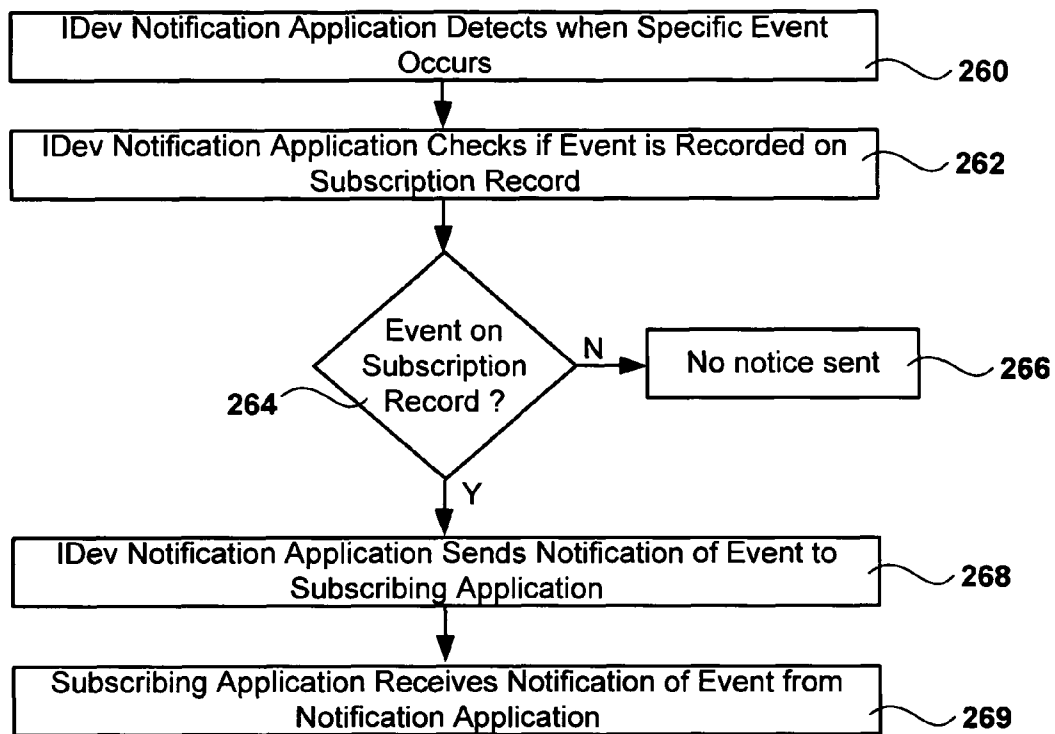 IDev Notification Application Detects when Specific Event
Occurs
260
IDev Notification Application Checks if Event is Recorded on
Subscription Record
262
Event on
Subscription
Record ?
264
N
No notice sent
266
Y
IDev Notification Application Sends Notification of Event to
Subscribing Application
268
Subscribing Application Receives Notification of Event from
Notification Application
269